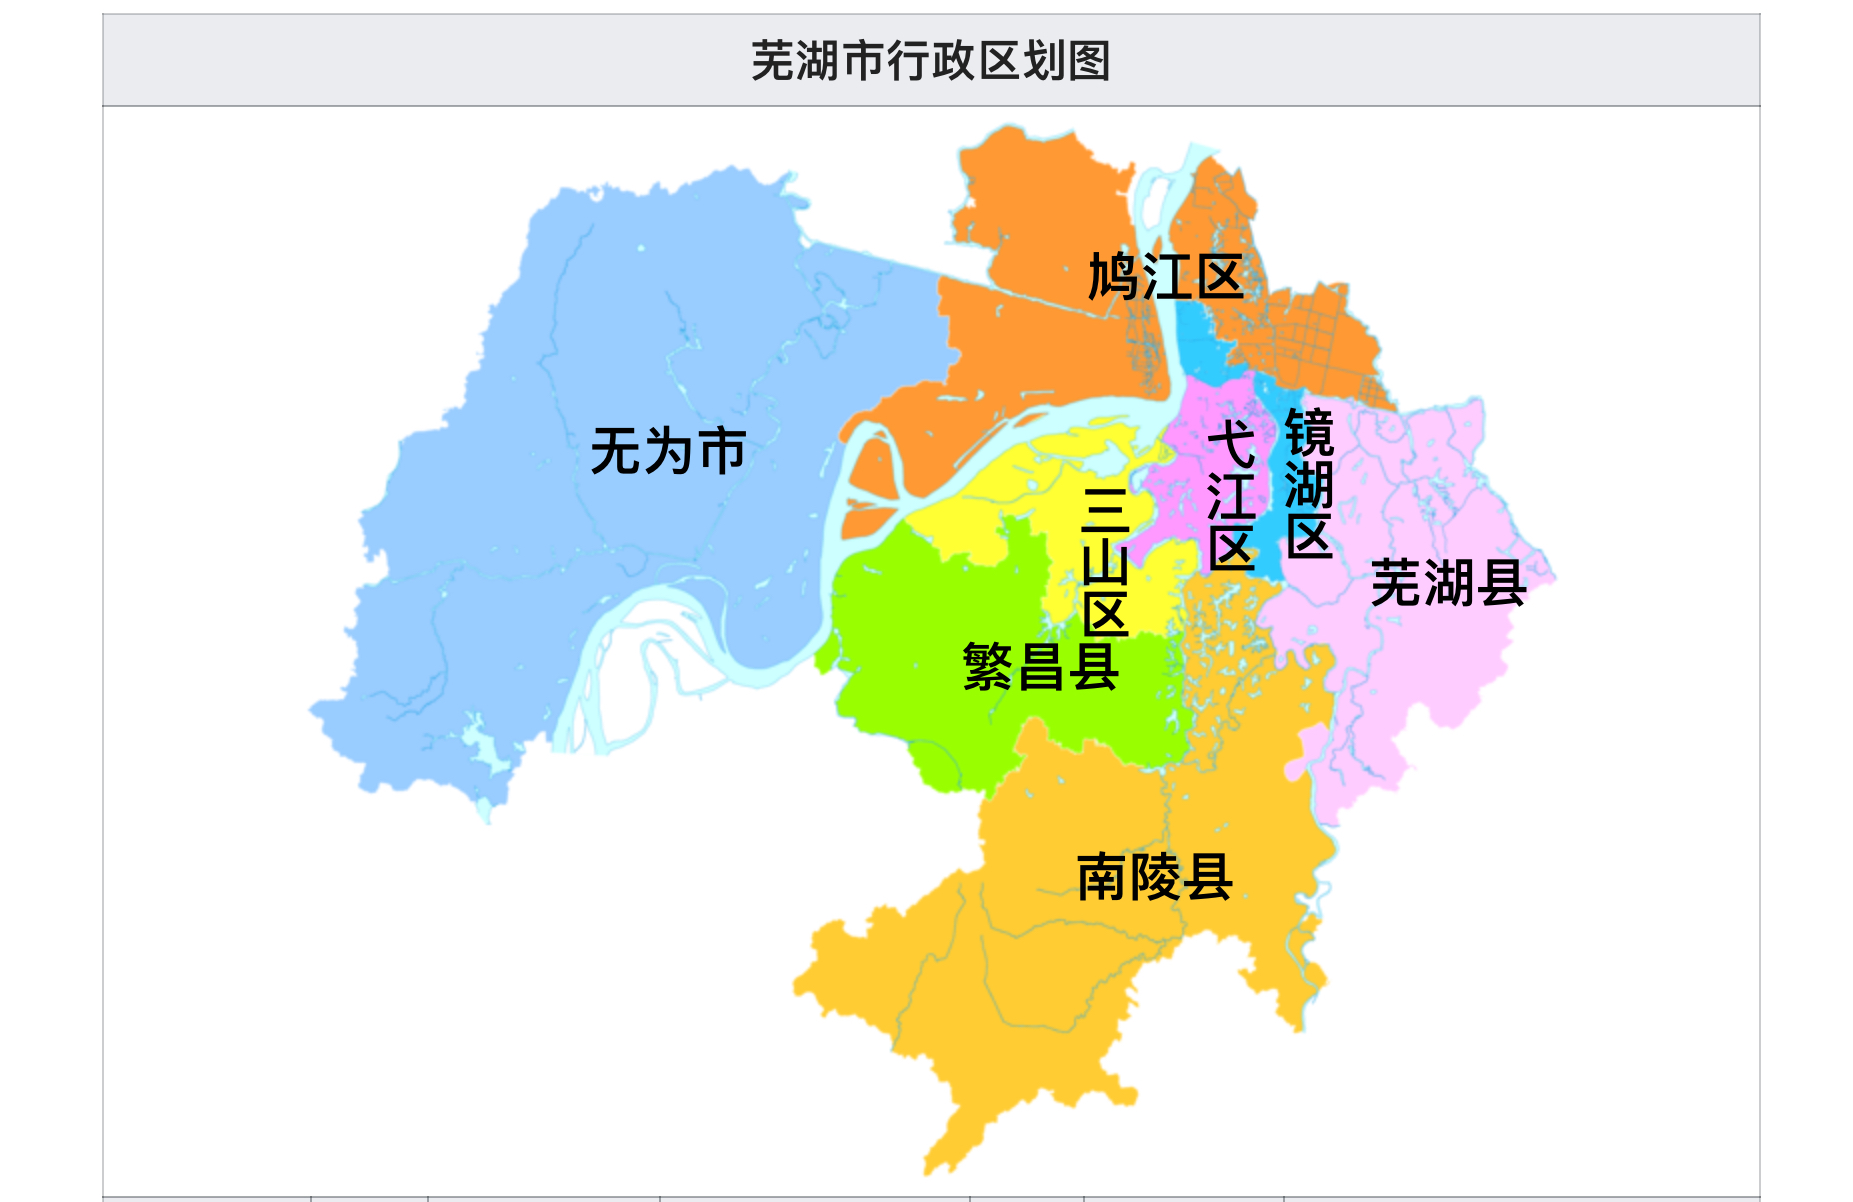 芜湖市行政区划图
鸠江区
无为市
弋江区
镜湖区
三山区
芜湖县
繁昌县
南陵县